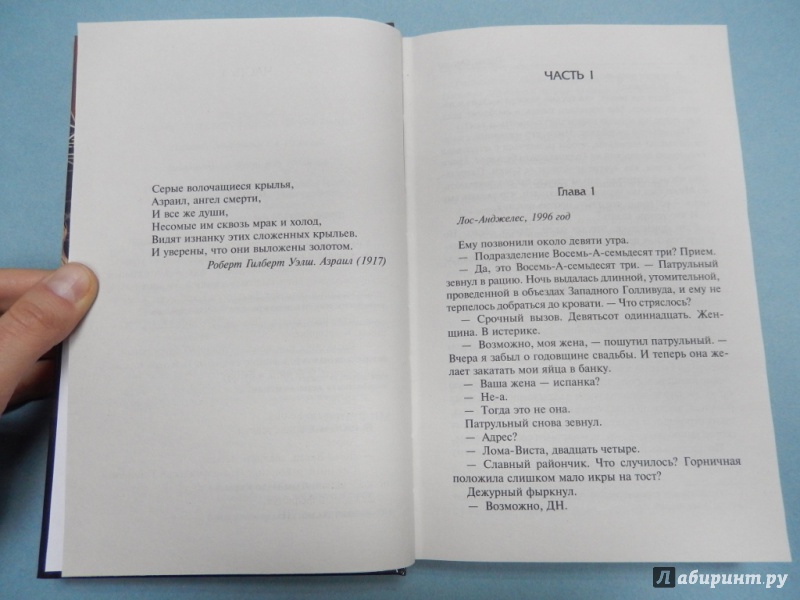 Серые волочащиеся крылья,
Азраил, ангел смерти,
И все же души,
Несомые им сквозь мрак и холод,
Видят изнанку этих сложенных крыльев.
И уверены, что они выложены золотом.
Роберт Гилберт Уэлш. Азраил (1917)
ЧАСТЬ I
Глава 1
Лос-Анджелес, 1996 год
Ему позвонили около девяти утра.
— Подразделение Восемь-А-семьдесят три? Прием.
— Да, это Восемь-А-семьдесят три. — Патрульный
зевнул в рацию. Ночь выдалась длинной, утомительной,
проведенной в объездах Западного Голливуда, и ему не
терпелось добраться до кровати. — Что стряслось?
— Срочный вызов. Девятьсот одиннадцать. Жен-
щина. В истерике.
— Возможно, моя жена, — пошутил патрульный. —
Вчера я забыл о годовщине свадьбы. И теперь она же-
лает закатать мои яйца в банку.
— Ваша жена — испанка?
— Не-а.
— Тогда это не она.
Патрульный снова зевнул.
— Адрес?
— Лома-Виста, двадцать четыре.
— Славный райончик. Что случилось? Горничная
положила слишком мало икры на тост?
Дежурный фыркнул.
— Возможно, ДН.
Лабиринт.ру